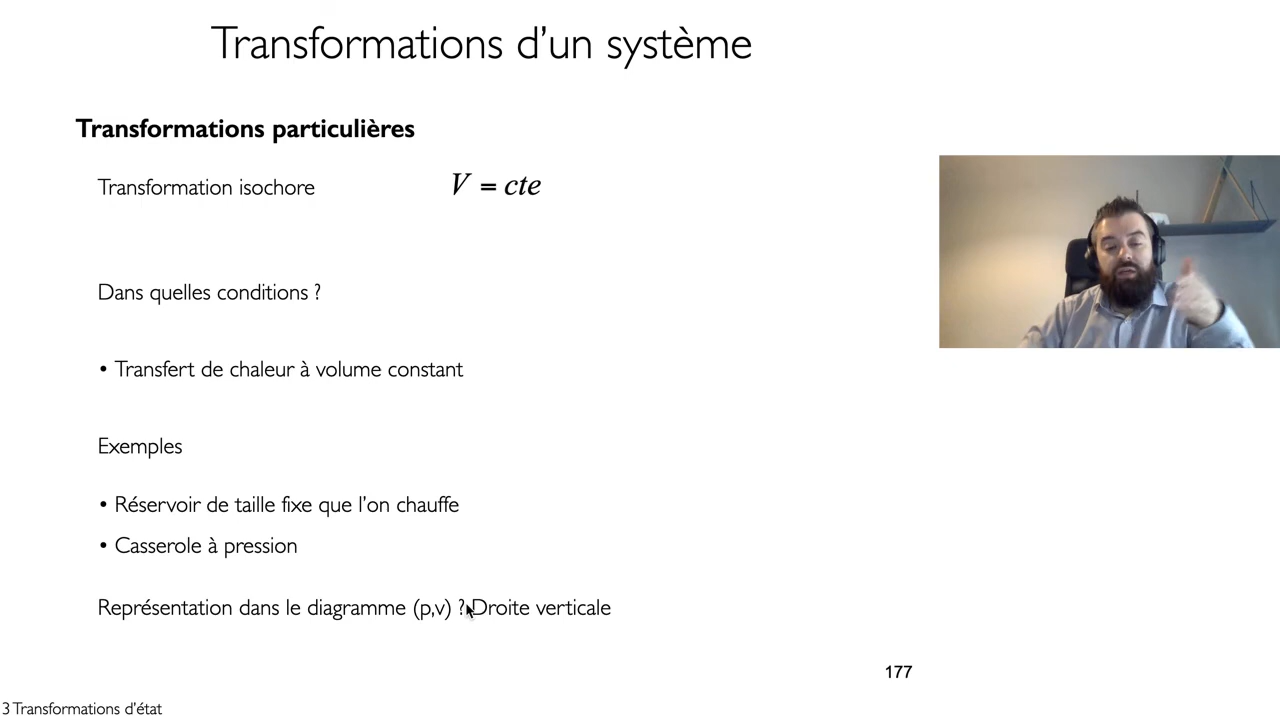 Transformations d'un système
Transformations particulières
Transformation isochore
V = cte
Dans quelles conditions ?
• Transfert de chaleur à volume constant
Exemples
• Réservoir de taille fixe que l'on chauffe
• Casserole à pression
Représentation dans le diagramme (p,v) ? Droite verticale
177
3 Transformations d'état